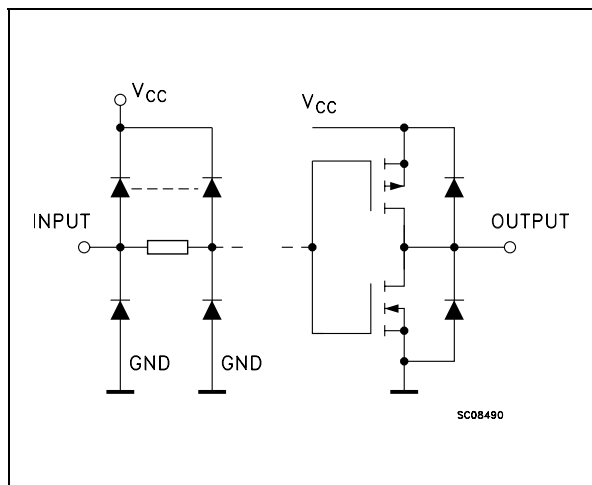 VCC
VCC
INPUT
OUTPUT
GND
GND
SC08490